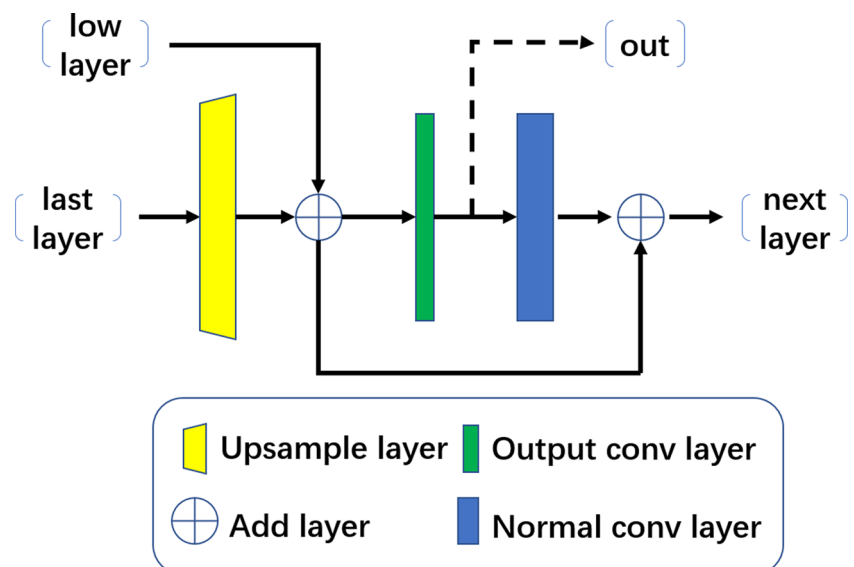 low
layer
out
last
layer
next
layer
Upsample layer
Output conv layer
Add layer
Normal conv layer